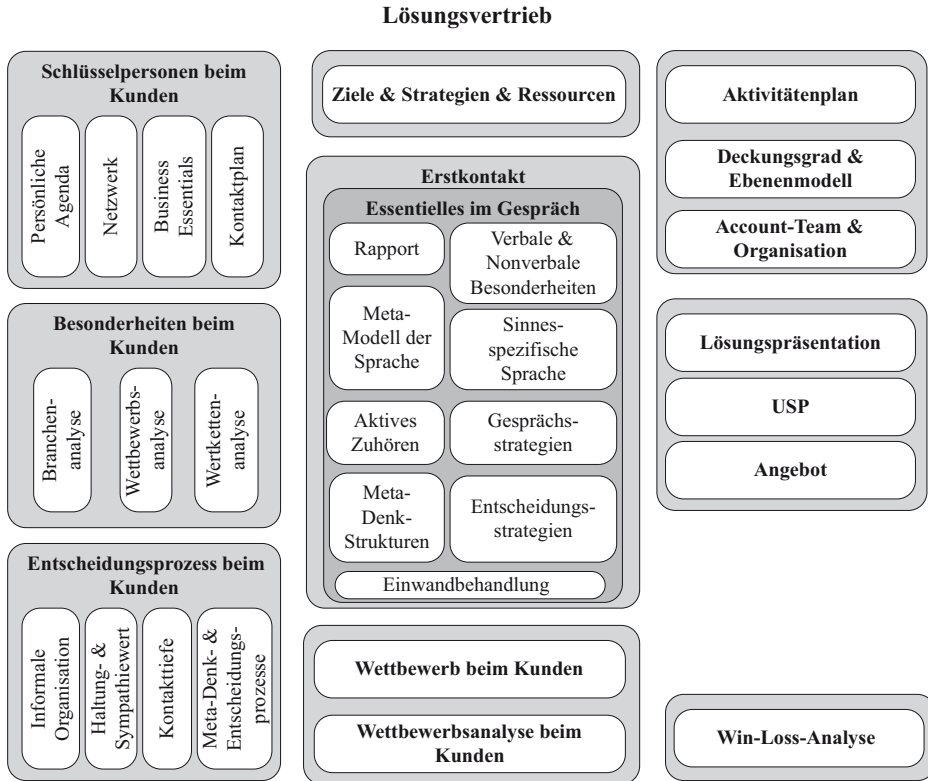 Lösungsvertrieb
Schlüsselpersonen beim
Kunden
Persönliche
Agenda
Netzwerk
Business
Essentials
Kontaktplan
Besonderheiten beim
Kunden
Branchen-
analyse
Wettbewerbs-
analyse
Wertketten-
analyse
Entscheidungsprozess beim
Kunden
Informale
Organisation
Haltung- &
Sympathiewert
Kontakttiefe
Meta-Denk- &
Entscheidungs-
prozesse
Ziele & Strategien & Ressourcen
Erstkontakt
Essentielles im Gespräch
Rapport
Verbale &
Nonverbale
Besonderheiten
Meta-
Modell der
Sprache
Sinnes-
spezifische
Sprache
Aktives
Zuhören
Gesprächs-
strategien
Meta-
Denk-
Strukturen
Entscheidungs-
strategien
Einwandbehandlung
Wettbewerb beim Kunden
Wettbewerbsanalyse beim
Kunden
Aktivitätenplan
Deckungsgrad &
Ebenenmodell
Account-Team &
Organisation
Lösungspräsentation
USP
Angebot
Win-Loss-Analyse